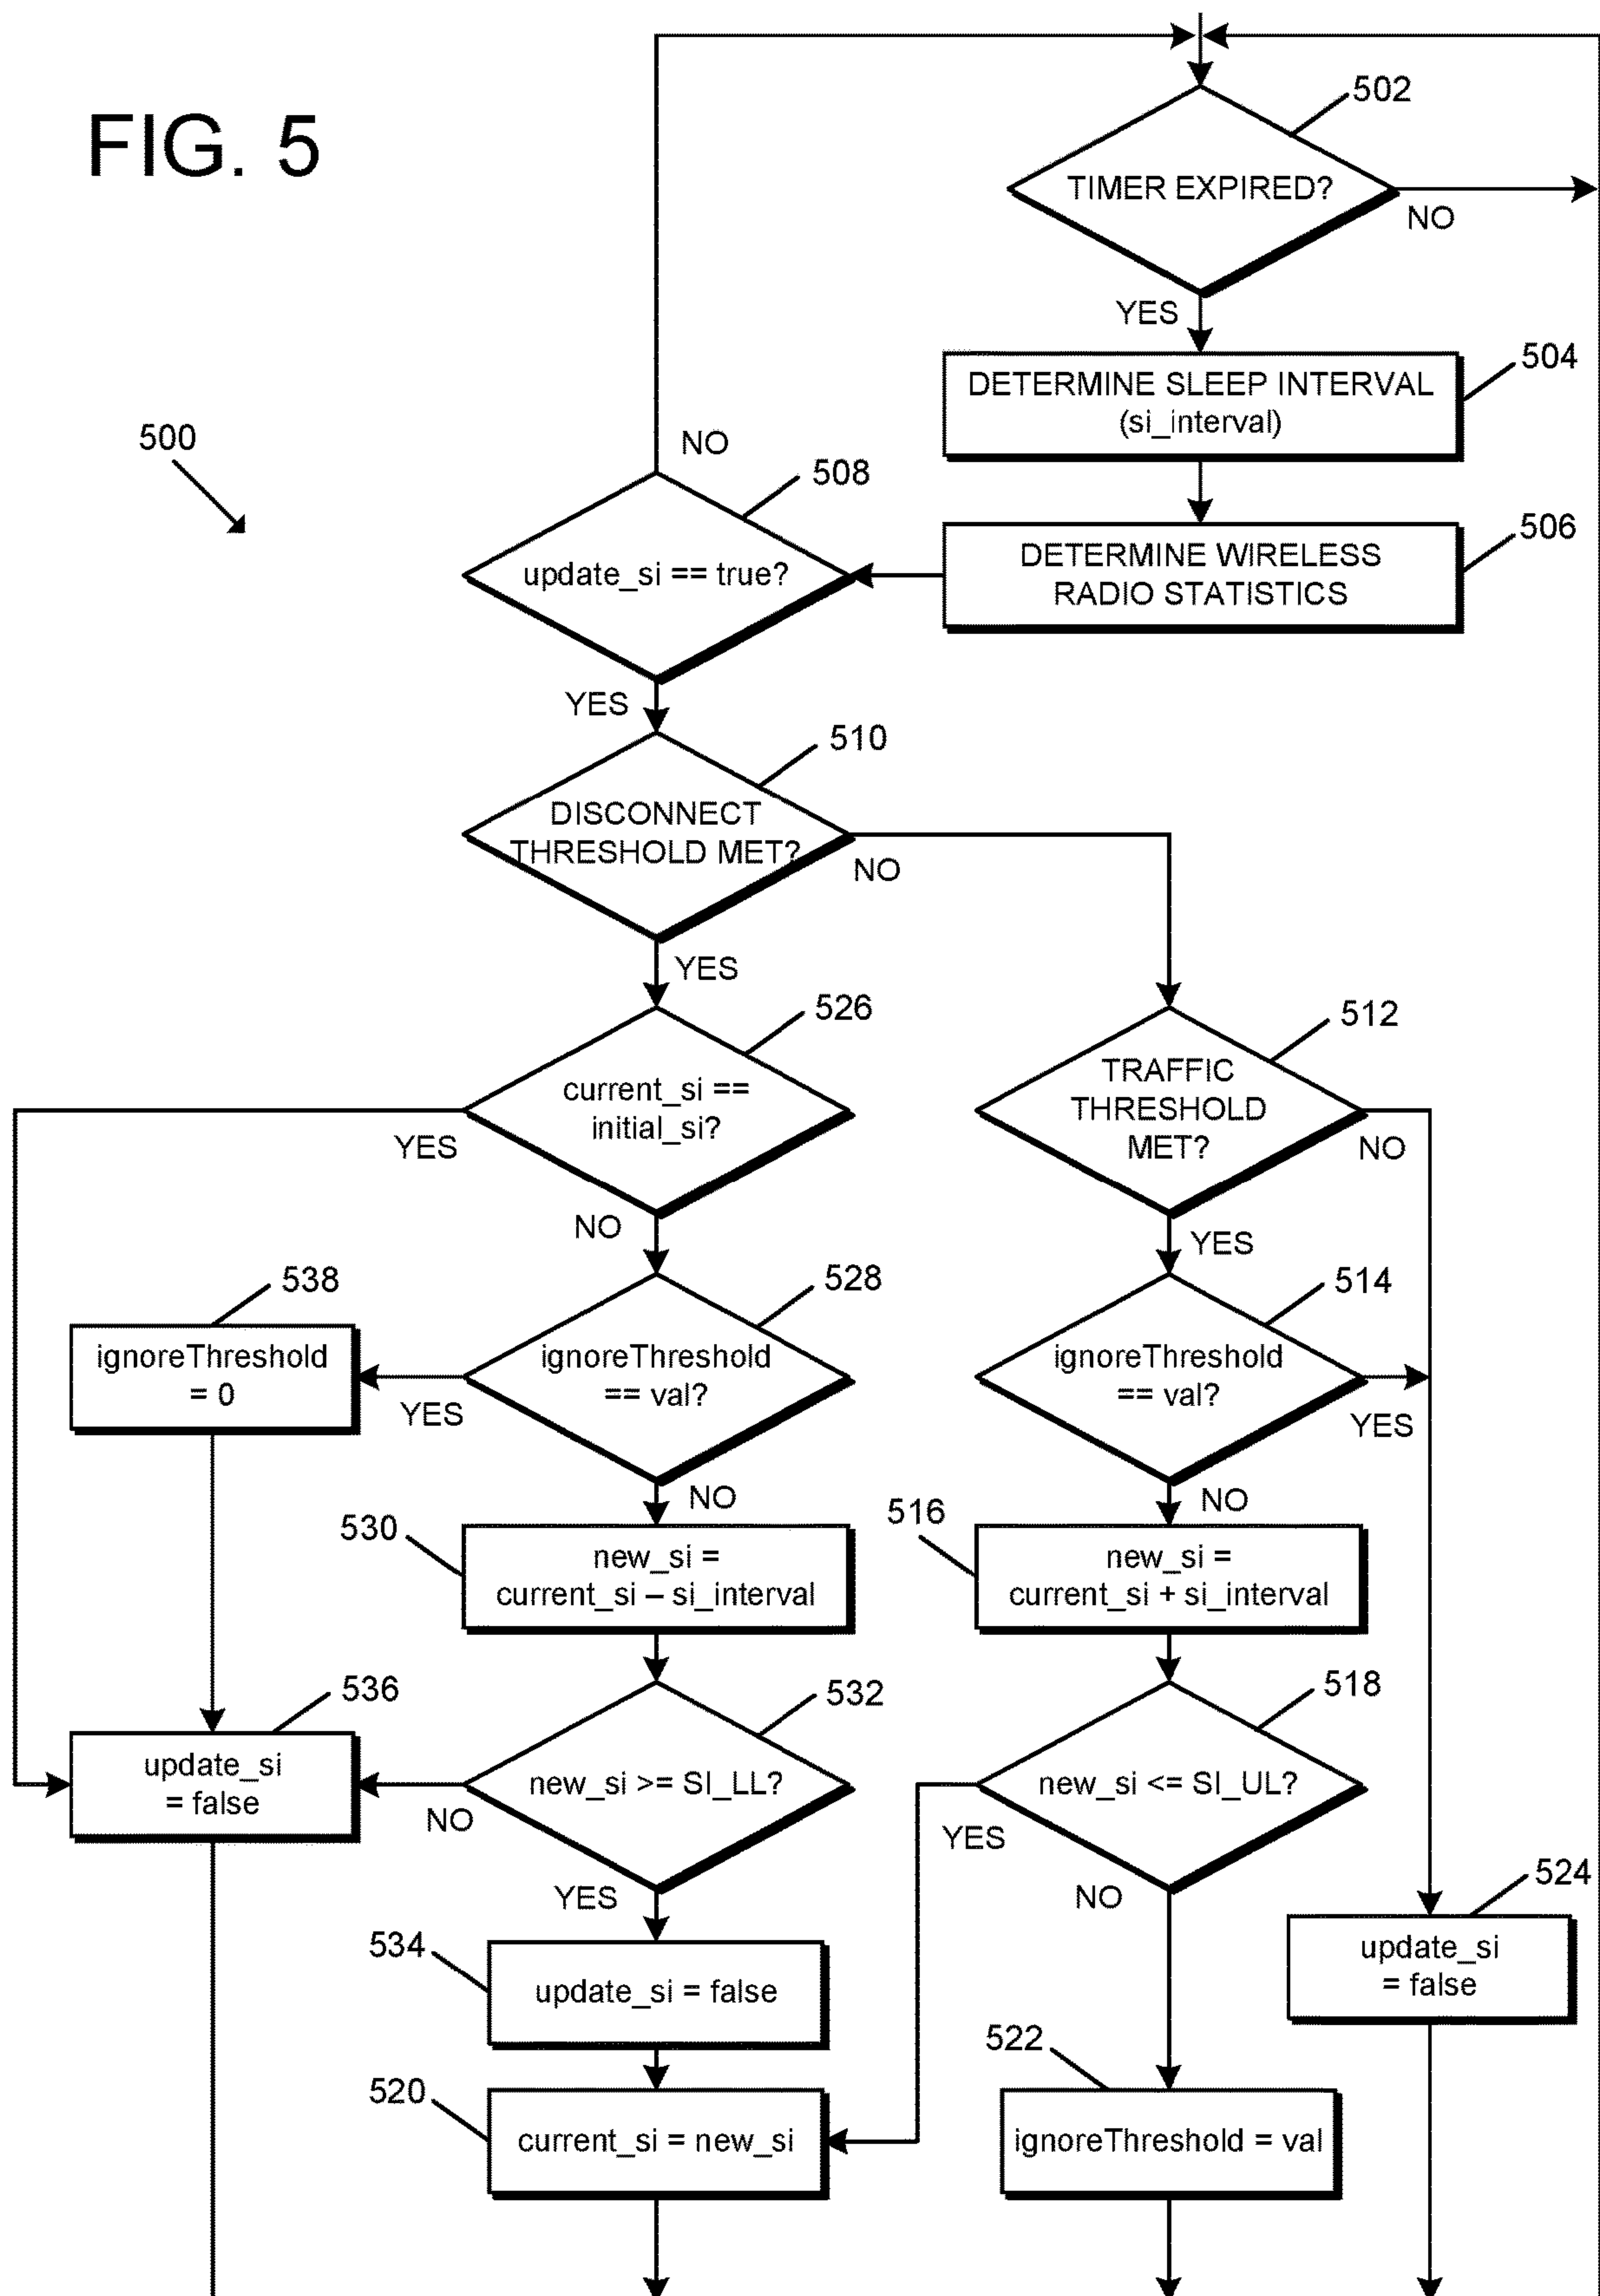 FIG. 5
502
TIMER EXPIRED?
NO
YES
504
DETERMINE SLEEP INTERVAL
(si_interval)
500
NO
508
506
update_si == true?
DETERMINE WIRELESS
RADIO STATISTICS
YES
510
DISCONNECT
THRESHOLD MET?
NO
YES
526
512
current_si ==
initial_si?
TRAFFIC
THRESHOLD
MET?
YES
NO
NO
YES
538
528
514
ignoreThreshold
= 0
ignoreThreshold
== val?
ignoreThreshold
== val?
YES
YES
NO
NO
530
516
new_si =
current_si – si_interval
new_si =
current_si + si_interval
536
532
518
update_si
= false
new_si >= SI_LL?
new_si <= SI_UL?
NO
YES
YES
NO
524
534
update_si = false
update_si
= false
522
520
current_si = new_si
ignoreThreshold = val